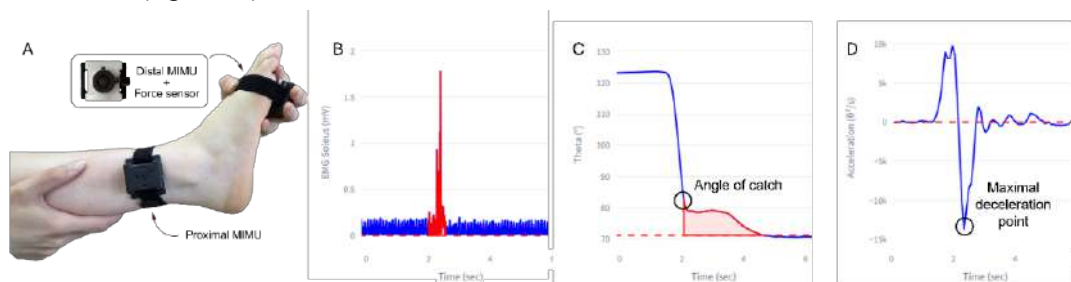 A
Distal MIMU
+
Force sensor
Proximal MIMU
B
EMG Soleus (mV)
2
1.5
1
0.5
0
0
2
4
6
Time (sec)
C
Theta (°)
130
120
110
100
90
80
70
Angle of catch
0
2
4
6
Time (sec)
D
10k
5k
0
-5k
-10k
-15k
Maximal
deceleration
point
0
2
4
6
Time (sec)